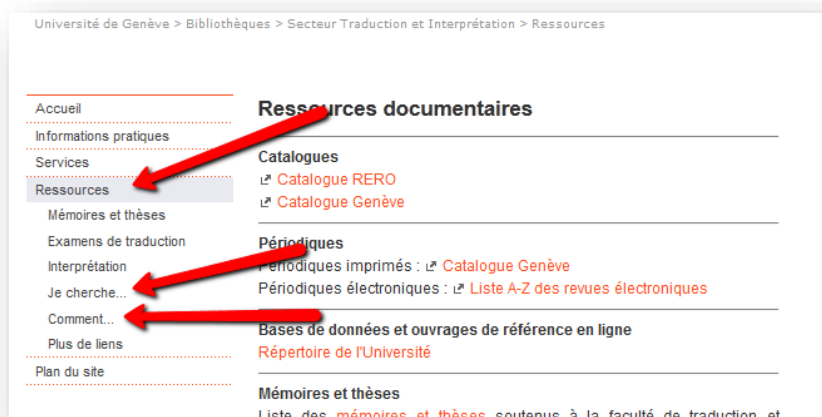 Université de Genève > Bibliothèques > Secteur Traduction et Interprétation > Ressources
Accueil
Informations pratiques
Services
Ressources
Mémoires et thèses
Examens de traduction
Interprétation
Je cherche...
Comment...
Plus de liens
Plan du site
Ressources documentaires
Catalogues
Catalogue RERO
Catalogue Genève
Périodiques
Périodiques imprimés : Catalogue Genève
Périodiques électroniques : Liste A-Z des revues électroniques
Bases de données et ouvrages de référence en ligne
Répertoire de l'Université
Mémoires et thèses
Liste des mémoires et thèses soutenus à la faculté de traduction et